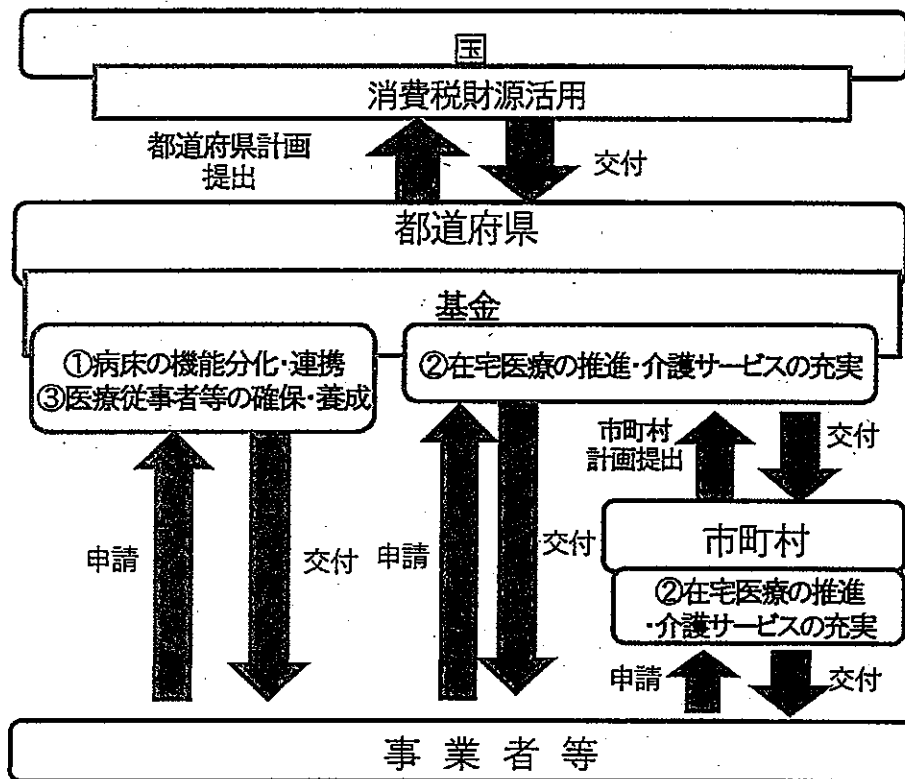 国
消費税財源活用
都道府県計画
提出
交付
都道府県
基金
①病床の機能分化・連携
③医療従事者等の確保・養成
②在宅医療の推進・介護サービスの充実
市町村
計画提出
交付
市町村
②在宅医療の推進
・介護サービスの充実
申請
交付
申請
交付
申請
交付
事業者等